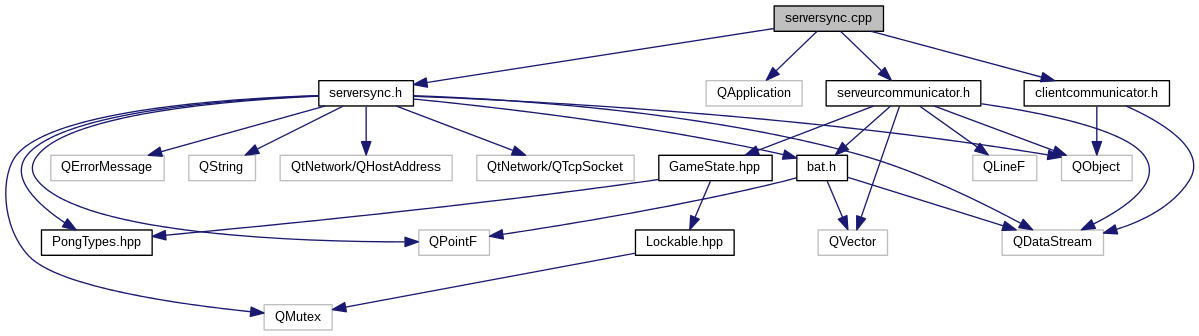 serversync.cpp
serversync.h
QApplication
serveurcommunicator.h
clientcommunicator.h
QErrorMessage
QString
QtNetwork/QHostAddress
QtNetwork/QTcpSocket
GameState.hpp
bat.h
QLineF
QObject
PongTypes.hpp
QPointF
Lockable.hpp
QVector
QDataStream
QMutex